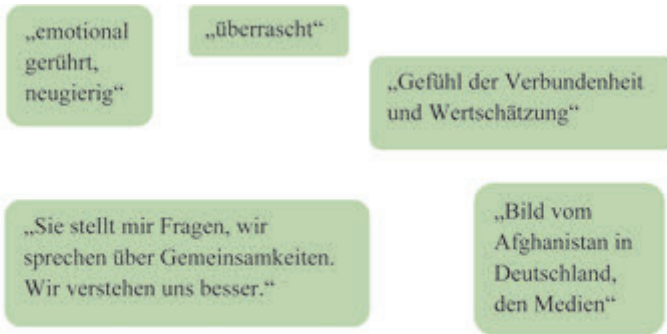 „emotional
gerührt,
neugierig“
„überrascht“
„Gefühl der Verbundenheit
und Wertschätzung“
„Sie stellt mir Fragen, wir
sprechen über Gemeinsamkeiten.
Wir verstehen uns besser.“
„Bild vom
Afghanistan in
Deutschland,
den Medien“